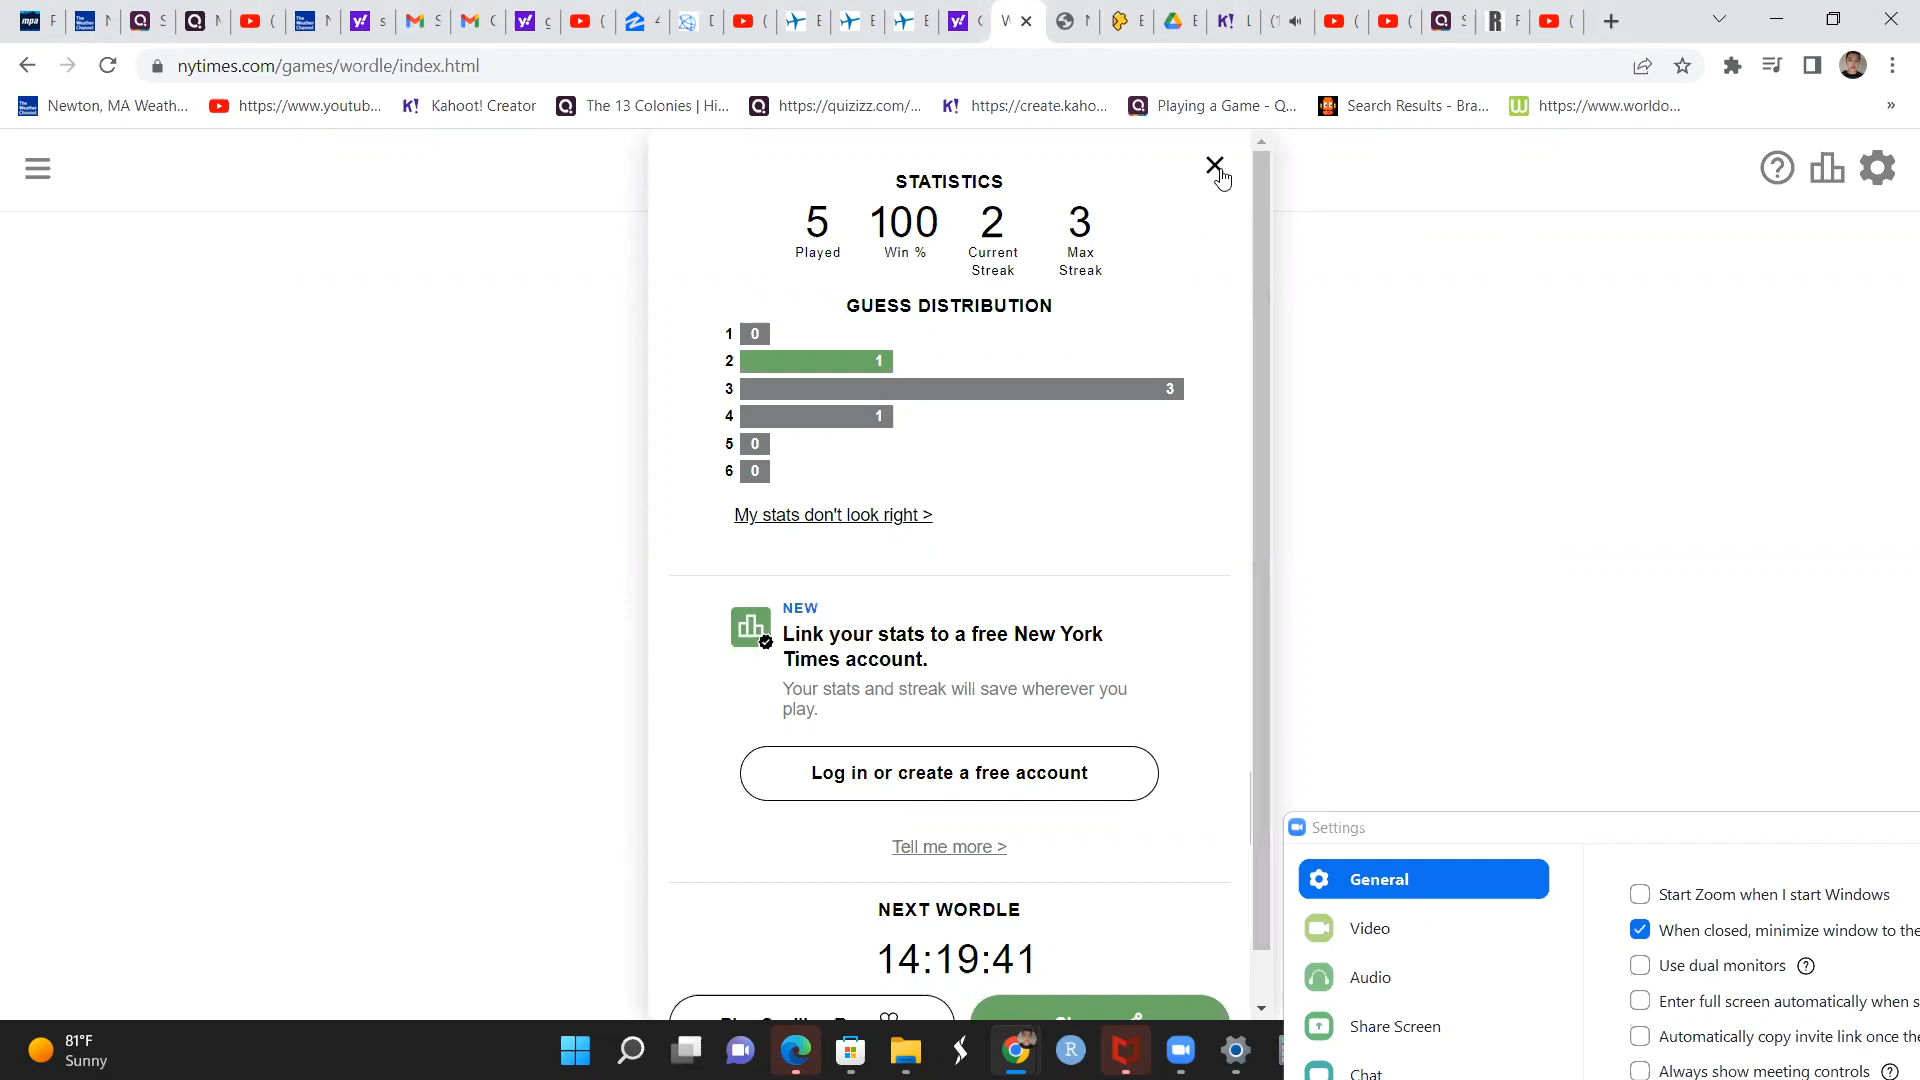 nytimes.com/games/wordle/index.html
Newton, MA Weath... https://www.youtub... Kahoot! Creator The 13 Colonies | Hi... https://quizizz.com/... https://create.kaho... Playing a Game - Q... Search Results - Bra... https://www.worldo... »
STATISTICS
5 100 2 3
Played Win % Current Streak Max Streak
GUESS DISTRIBUTION
1 0
2 1
3 3
4 1
5 0
6 0
My stats don't look right >
NEW
Link your stats to a free New York
Times account.
Your stats and streak will save wherever you
play.
Log in or create a free account
Tell me more >
NEXT WORDLE
14:19:41
Settings
General
Video
Audio
Share Screen
Chat
Start Zoom when I start Windows
When closed, minimize window to the
Use dual monitors
Enter full screen automatically when s
Automatically copy invite link once the
Always show meeting controls
81°F
Sunny